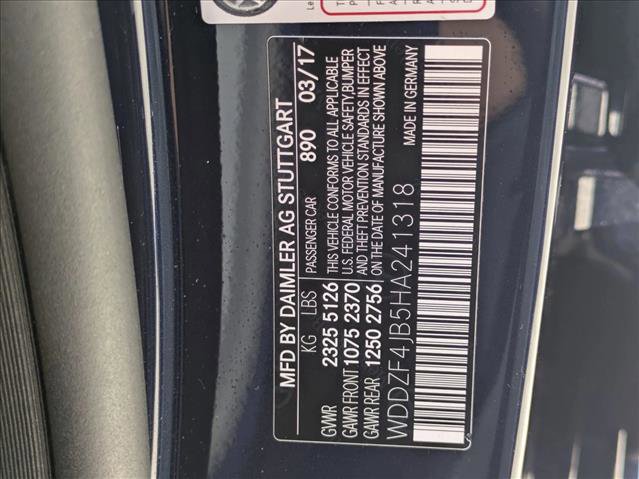 MFD BY DAIMLER AG STUTTGART
KG LBS PASSENGER CAR 890 03/17
GVWR 2325 5126 THIS VEHICLE CONFORMS TO ALL APPLICABLE
GAWR FRONT 1075 2370 U.S. FEDERAL MOTOR VEHICLE SAFETY, BUMPER
GAWR REAR 1250 2756 AND THEFT PREVENTION STANDARDS IN EFFECT
ON THE DATE OF MANUFACTURE SHOWN ABOVE
WDDZF4JB5HA241318 MADE IN GERMANY